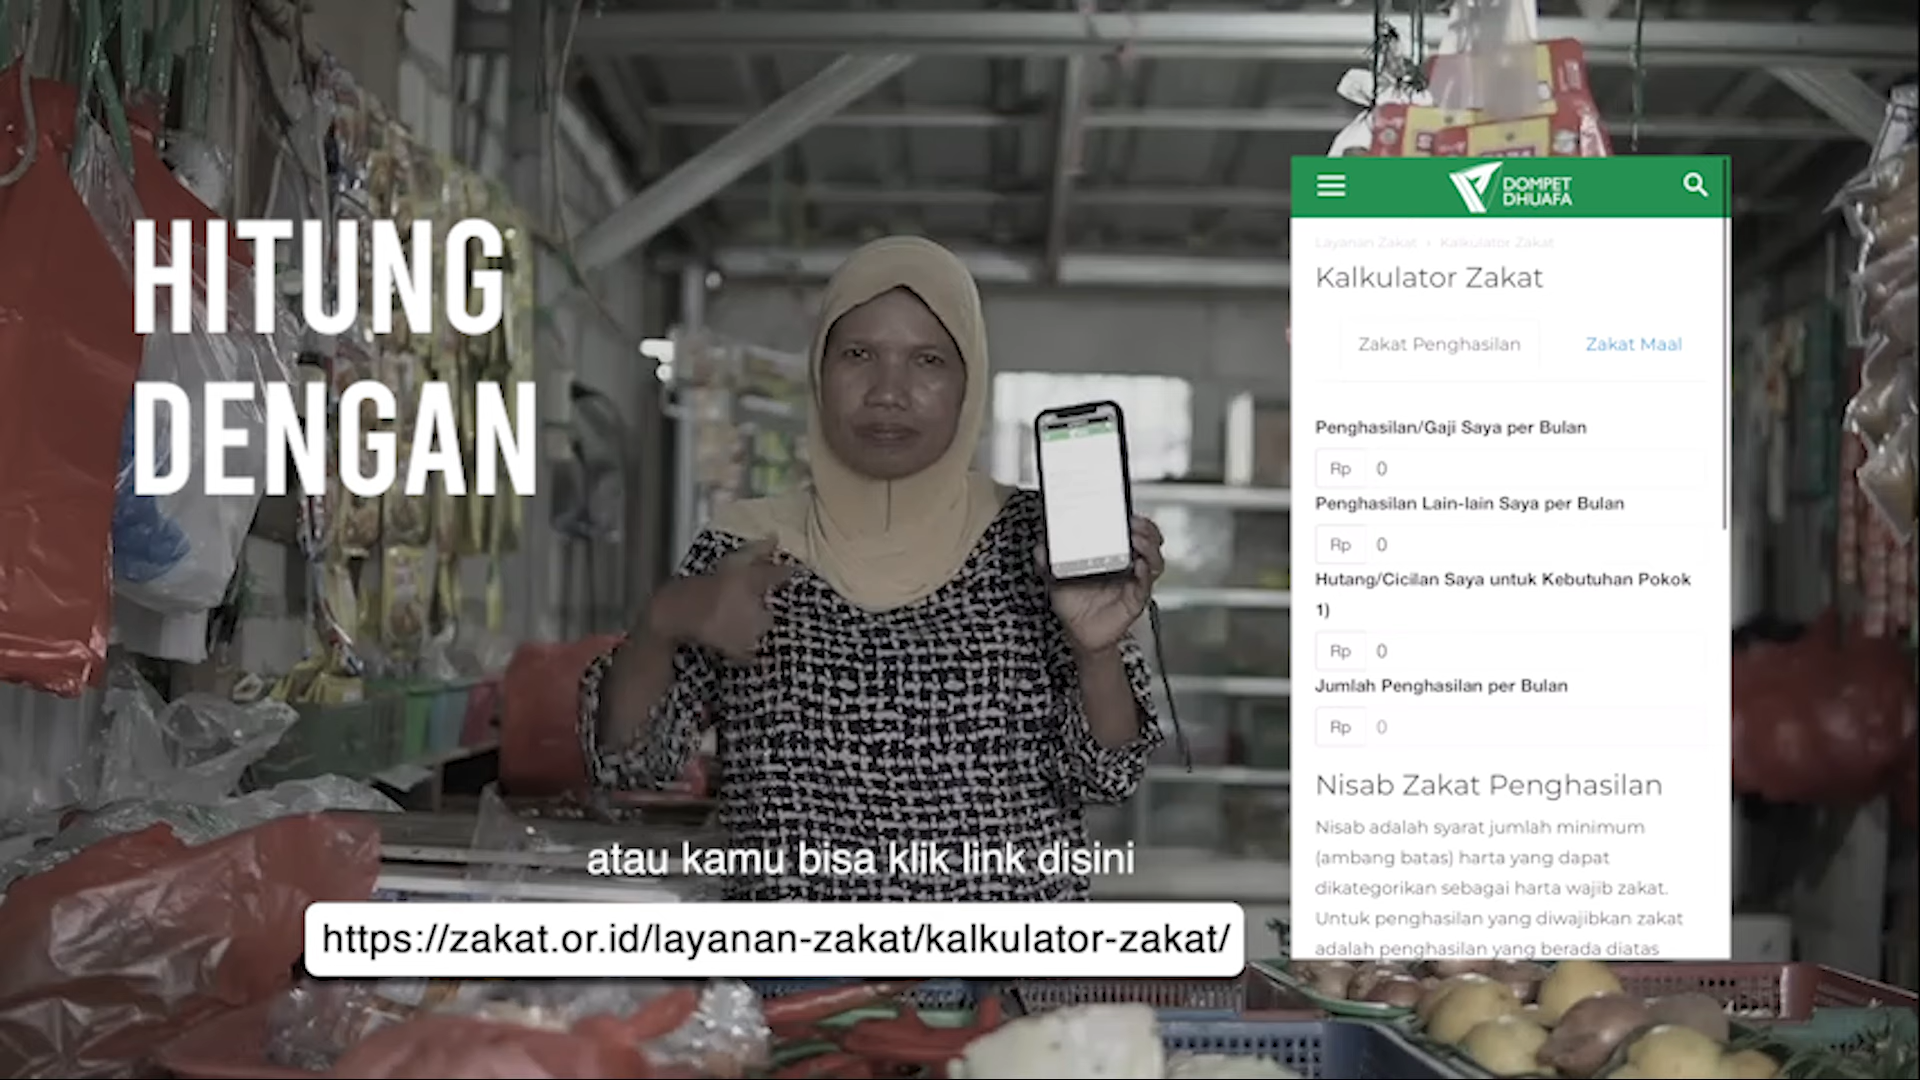 HITUNG
DENGAN
atau kamu bisa klik link disini
https://zakat.or.id/layanan-zakat/kalkulator-zakat/
DOMPET
DHUAFA
Layanan Zakat › Kalkulator Zakat
Kalkulator Zakat
Zakat Penghasilan Zakat Maal
Penghasilan/Gaji Saya per Bulan
Rp 0
Penghasilan Lain-lain Saya per Bulan
Rp 0
Hutang/Cicilan Saya untuk Kebutuhan Pokok
1)
Rp 0
Jumlah Penghasilan per Bulan
Rp 0
Nisab Zakat Penghasilan
Nisab adalah syarat jumlah minimum
(ambang batas) harta yang dapat
dikategorikan sebagai harta wajib zakat.
Untuk penghasilan yang diwajibkan zakat
adalah penghasilan yang berada diatas